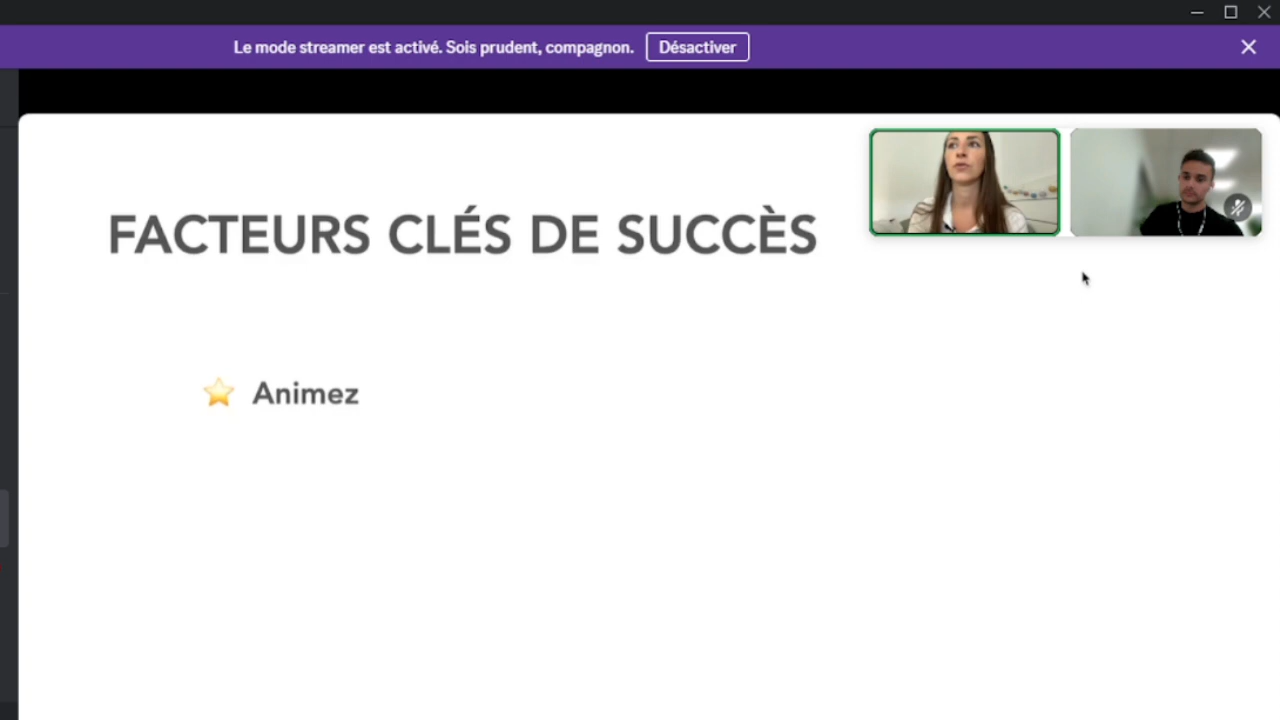 Le mode streamer est activé. Sois prudent, compagnon.
Désactiver
FACTEURS CLÉS DE SUCCÈS
Animez